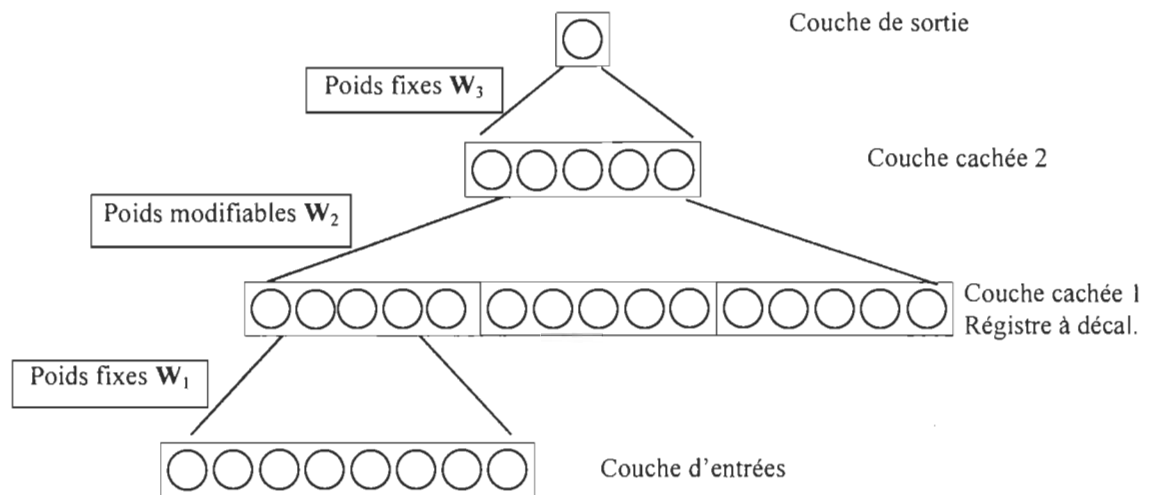 Couche de sortie
Poids fixes W3
Couche cachée 2
Poids modifiables W2
Couche cachée 1
Régistre à décal.
Poids fixes W1
Couche d'entrées